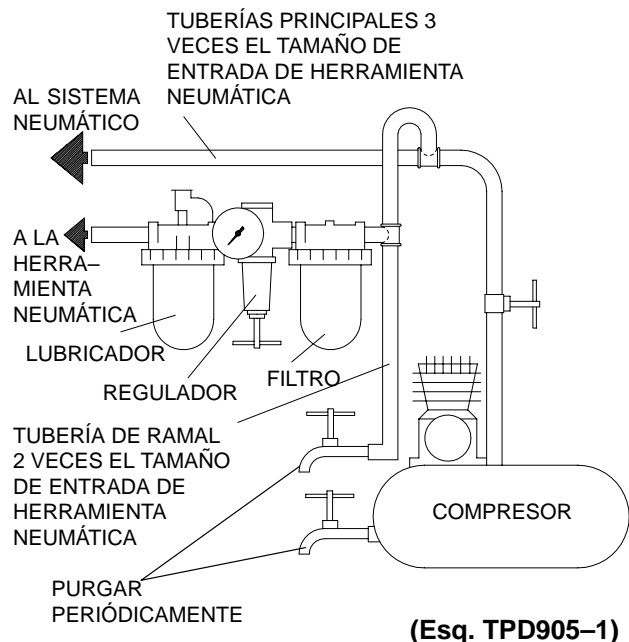 TUBERÍAS PRINCIPALES 3
VECES EL TAMAÑO DE
ENTRADA DE HERRAMIENTA
NEUMÁTICA
AL SISTEMA
NEUMÁTICO
A LA
HERRA–
MIENTA
NEUMÁTICA
LUBRICADOR
REGULADOR
FILTRO
TUBERÍA DE RAMAL
2 VECES EL TAMAÑO
DE ENTRADA DE
HERRAMIENTA
NEUMÁTICA
COMPRESOR
PURGAR
PERIÓDICAMENTE
(Esq. TPD905–1)